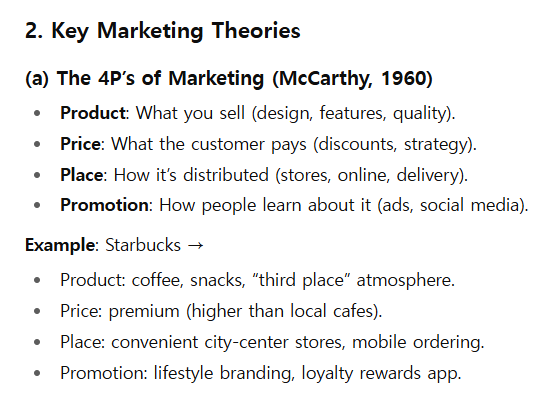 2. Key Marketing Theories
(a) The 4P’s of Marketing (McCarthy, 1960)
• Product: What you sell (design, features, quality).
• Price: What the customer pays (discounts, strategy).
• Place: How it’s distributed (stores, online, delivery).
• Promotion: How people learn about it (ads, social media).
Example: Starbucks →
• Product: coffee, snacks, “third place” atmosphere.
• Price: premium (higher than local cafes).
• Place: convenient city-center stores, mobile ordering.
• Promotion: lifestyle branding, loyalty rewards app.